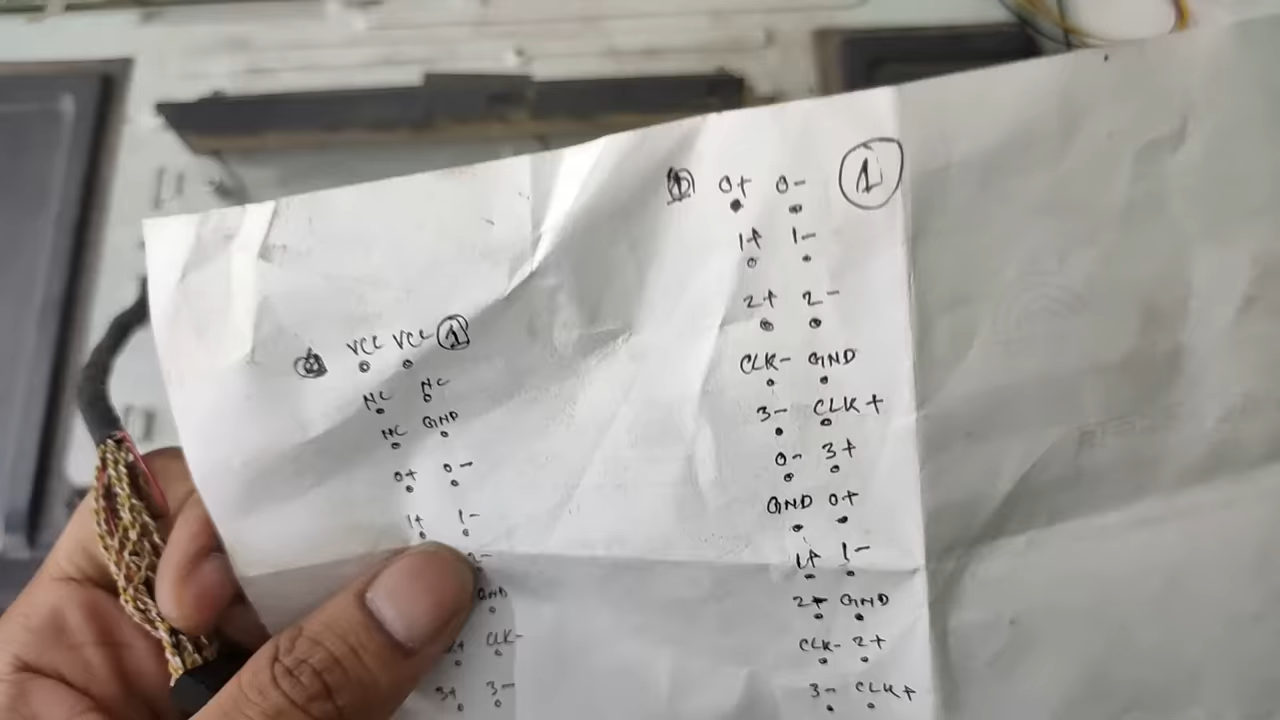 0+ 0- 1
1+ 1-
2+ 2-
CLK- GND
3- CLK+
0- 3+
GND 0+
1+ 1-
2+ GND
CLK- 2+
3- CLK+
VCC VCC 1
NC NC
NC GND
0+ 0-
1+ 1-
2-
GND
CLK-
3+ 3-